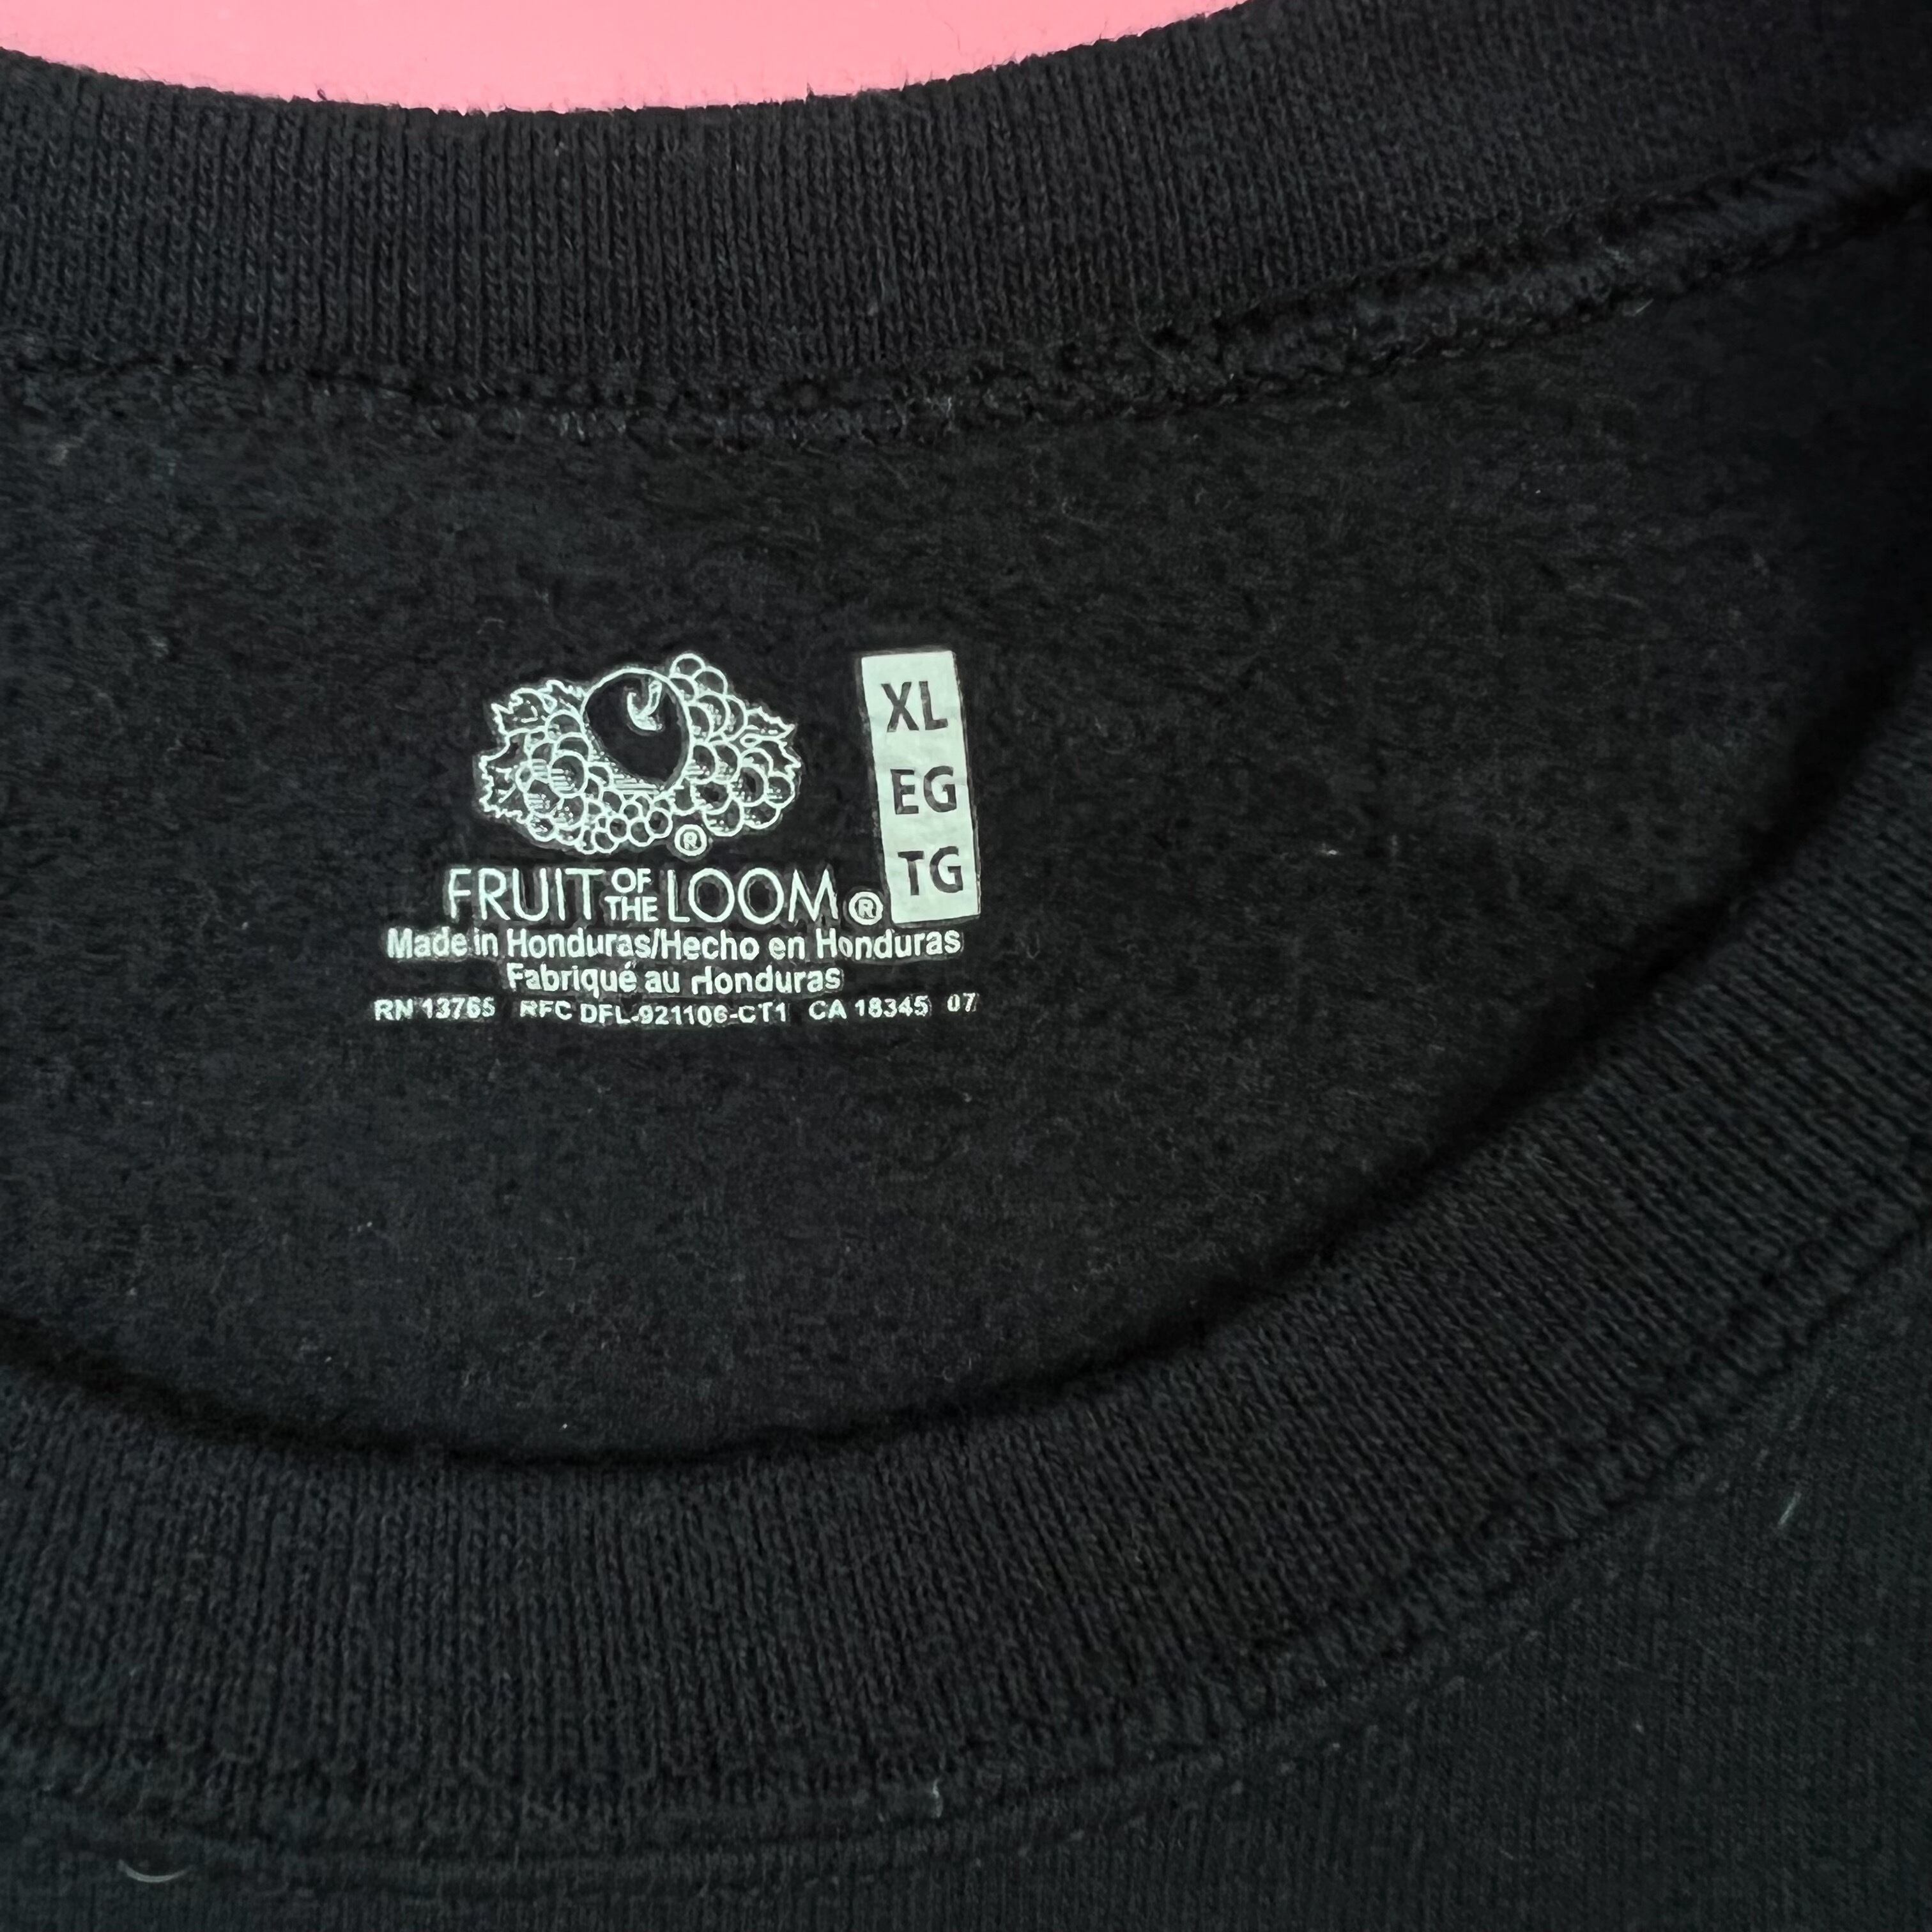 FRUIT OF THE LOOM®
XL
EG
TG
Made in Honduras/Hecho en Honduras
Fabriqué au Honduras
RN 13765 RFC DFL-921106-CT1 CA 18345 07